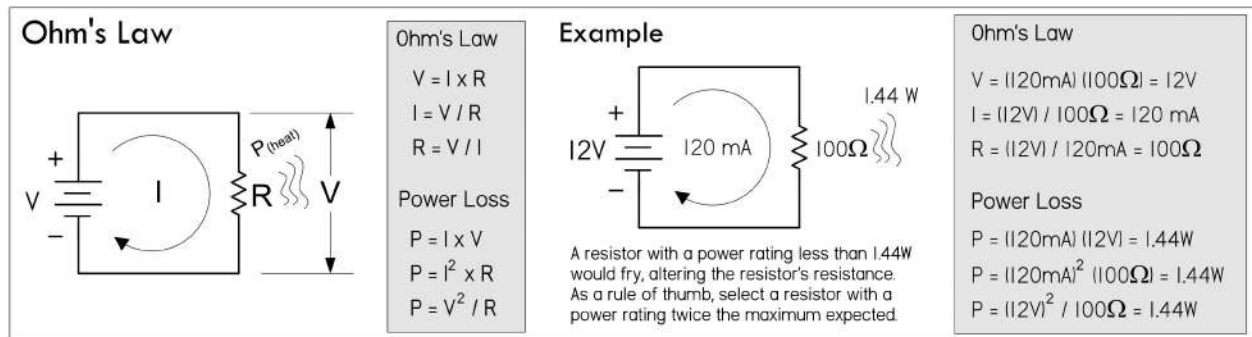 Ohm's Law
V
+
−
I
P(heat)
R
V
Ohm's Law
V = I x R
I = V / R
R = V / I
Power Loss
P = I x V
P = I² x R
P = V² / R
Example
12V
+
−
120 mA
100Ω
1.44 W
A resistor with a power rating less than 1.44W
would fry, altering the resistor's resistance.
As a rule of thumb, select a resistor with a
power rating twice the maximum expected.
Ohm's Law
V = (120mA) (100Ω) = 12V
I = (12V) / 100Ω = 120 mA
R = (12V) / 120mA = 100Ω
Power Loss
P = (120mA) (12V) = 1.44W
P = (120mA)² (100Ω) = 1.44W
P = (12V)² / 100Ω = 1.44W